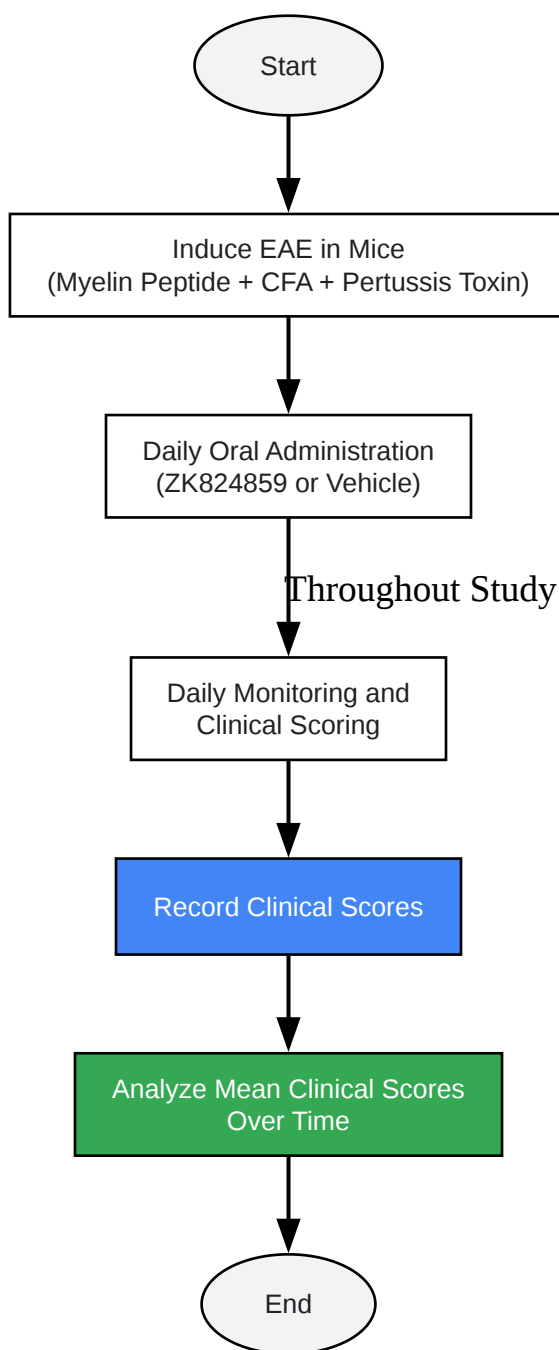 Start
Induce EAE in Mice
(Myelin Peptide + CFA + Pertussis Toxin)
Daily Oral Administration
(ZK824859 or Vehicle)
Throughout Study
Daily Monitoring and
Clinical Scoring
Record Clinical Scores
Analyze Mean Clinical Scores
Over Time
End